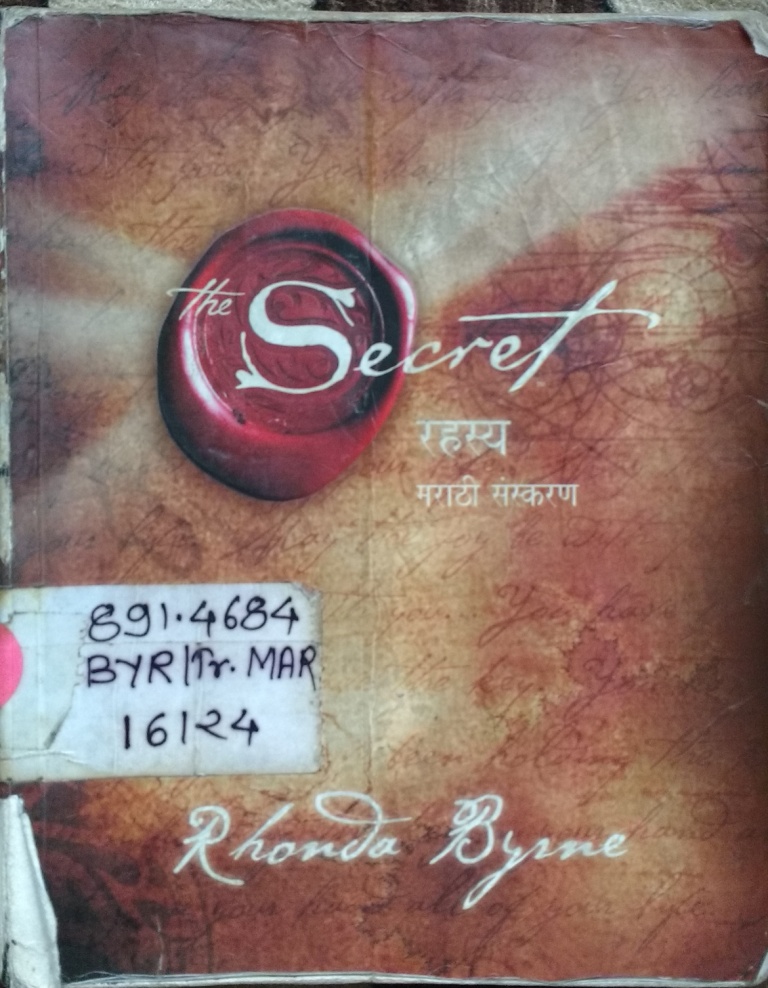 the Secret
रहस्य
मराठी संस्करण
891.4684
BYR|Tr. MAR
16124
Rhonda Byrne